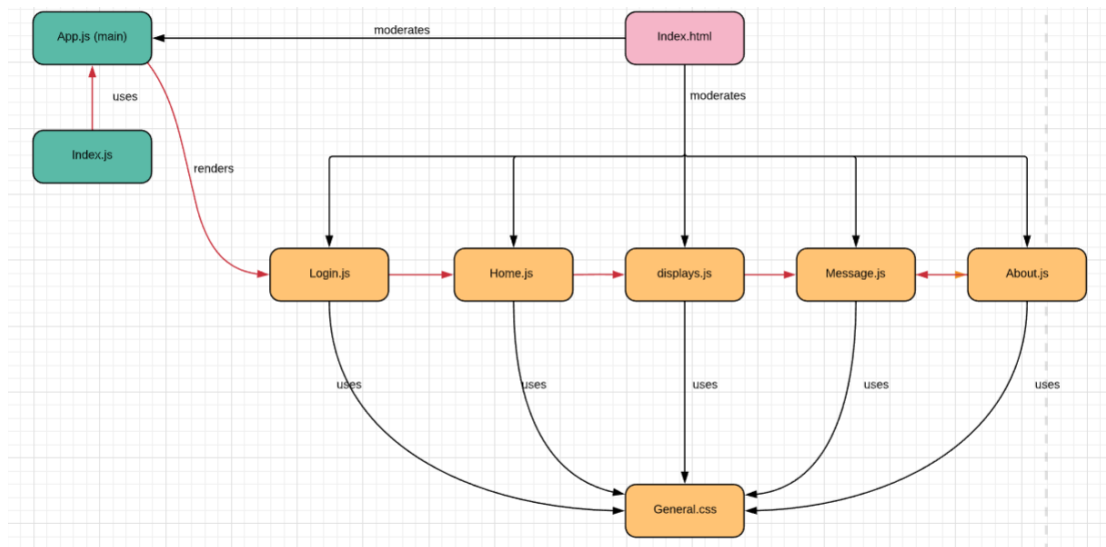 App.js (main)
moderates
Index.html
uses
moderates
Index.js
renders
Login.js
Home.js
displays.js
Message.js
About.js
uses
uses
uses
uses
uses
General.css